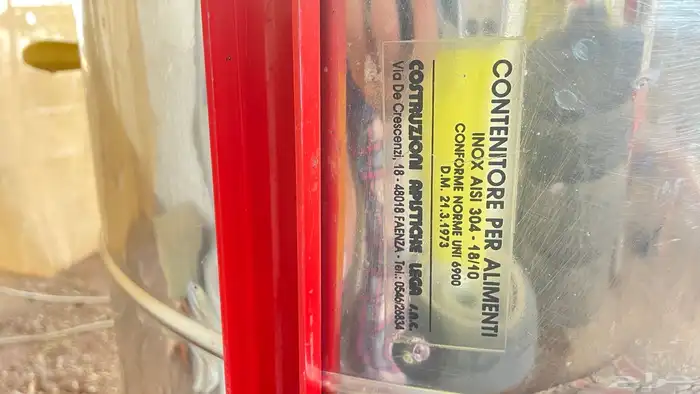 CONTENITORE PER ALIMENTI
INOX AISI 304 - 18/10
CONFORME NORME UNI 6900
D.M. 21.3.1973
COSTRUZIONI APISTICHE LEGA s.n.c.
Via De Crescenzi, 18 - 48018 FAENZA - Tel.: 0546/26834
حراج